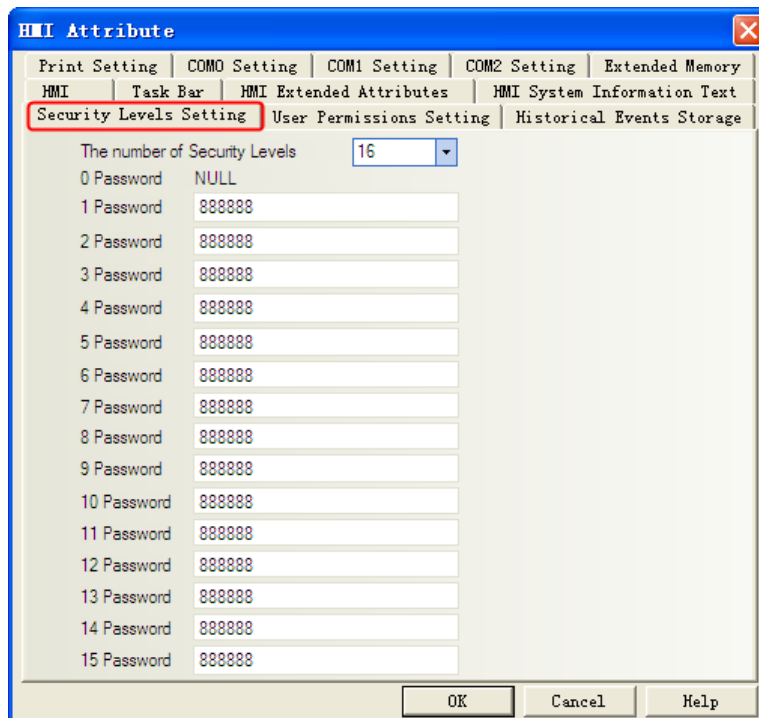 HMI Attribute
Print Setting COM0 Setting COM1 Setting COM2 Setting Extended Memory
HMI Task Bar HMI Extended Attributes HMI System Information Text
Security Levels Setting User Permissions Setting Historical Events Storage
The number of Security Levels 16
0 Password NULL
1 Password 888888
2 Password 888888
3 Password 888888
4 Password 888888
5 Password 888888
6 Password 888888
7 Password 888888
8 Password 888888
9 Password 888888
10 Password 888888
11 Password 888888
12 Password 888888
13 Password 888888
14 Password 888888
15 Password 888888
OK Cancel Help